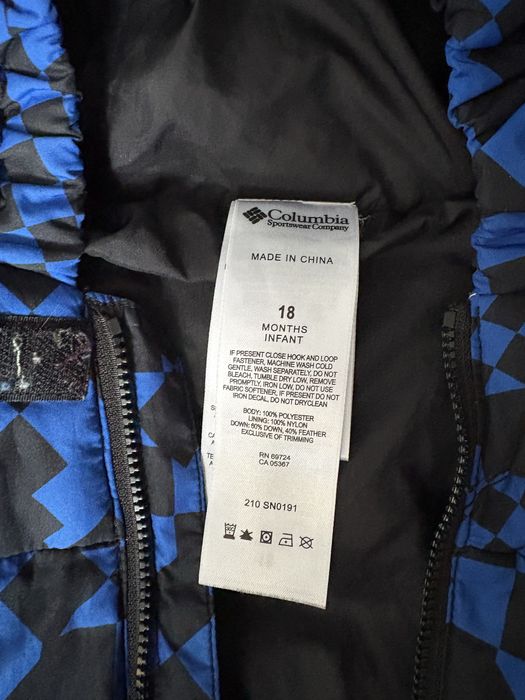 Columbia
Sportswear Company
MADE IN CHINA
18
MONTHS
INFANT
IF PRESENT CLOSE HOOK AND LOOP
FASTENER, MACHINE WASH COLD
GENTLE, WASH SEPARATELY, DO NOT
BLEACH, TUMBLE DRY LOW, REMOVE
PROMPTLY, IRON LOW, DO NOT USE
FABRIC SOFTENER, IF PRESENT DO NOT
IRON DECAL, DO NOT DRYCLEAN
BODY: 100% POLYESTER
LINING: 100% NYLON
DOWN: 60% DOWN, 40% FEATHER
EXCLUSIVE OF TRIMMING
RN 69724
CA 05367
210 SN0191